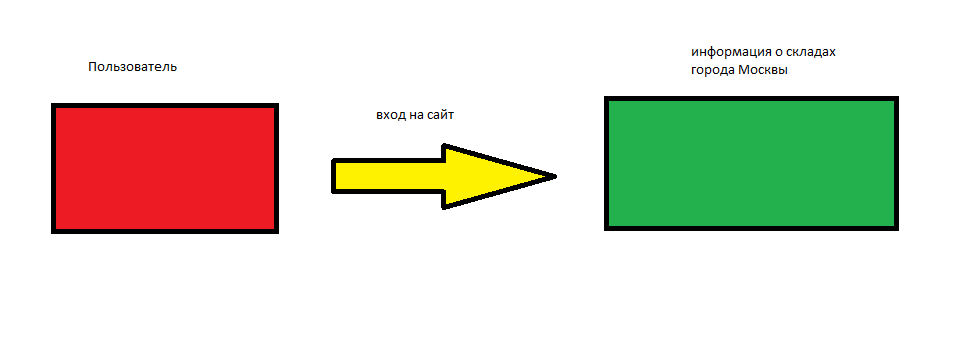 Пользователь
вход на сайт
информация о складах
города Москвы